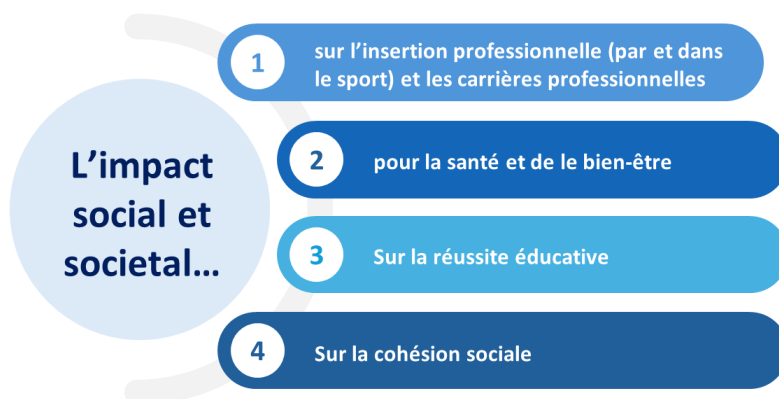 L’impact
social et
societal…
1
sur l’insertion professionnelle (par et dans
le sport) et les carrières professionnelles
2
pour la santé et de le bien-être
3
Sur la réussite éducative
4
Sur la cohésion sociale